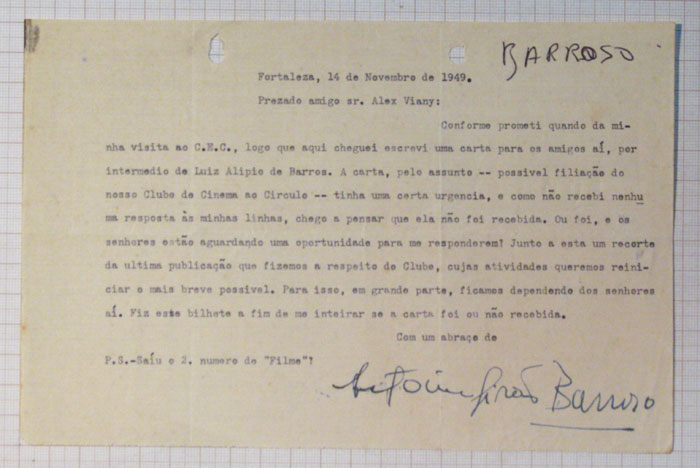 BARROSO
Fortaleza, 14 de Novembro de 1949.
Prezado amigo sr. Alex Viany:
Conforme prometi quando da mi-
nha visita ao C.E.C., logo que aqui cheguei escrevi uma carta para os amigos aí, por
intermedio de Luiz Alipio de Barros. A carta, pelo assunto -- possivel filiação do
nosso Clube de Cinema ao Circulo -- tinha uma certa urgencia, e como não recebi nenhu
ma resposta às minhas linhas, chego a pensar que ela não foi recebida. Ou foi, e os
senhores estão aguardando uma oportunidade para me responderem? Junto a esta um recorte
da ultima publicação que fizemos a respeito do Clube, cujas atividades queremos reini-
ciar o mais breve possivel. Para isso, em grande parte, ficamos dependendo dos senhores
aí. Fiz este bilhete a fim de me inteirar se a carta foi ou não recebida.
Com um abraço de
P.S.-Saíu o 2. numero de "Filme"?
Antonio Girão Barroso